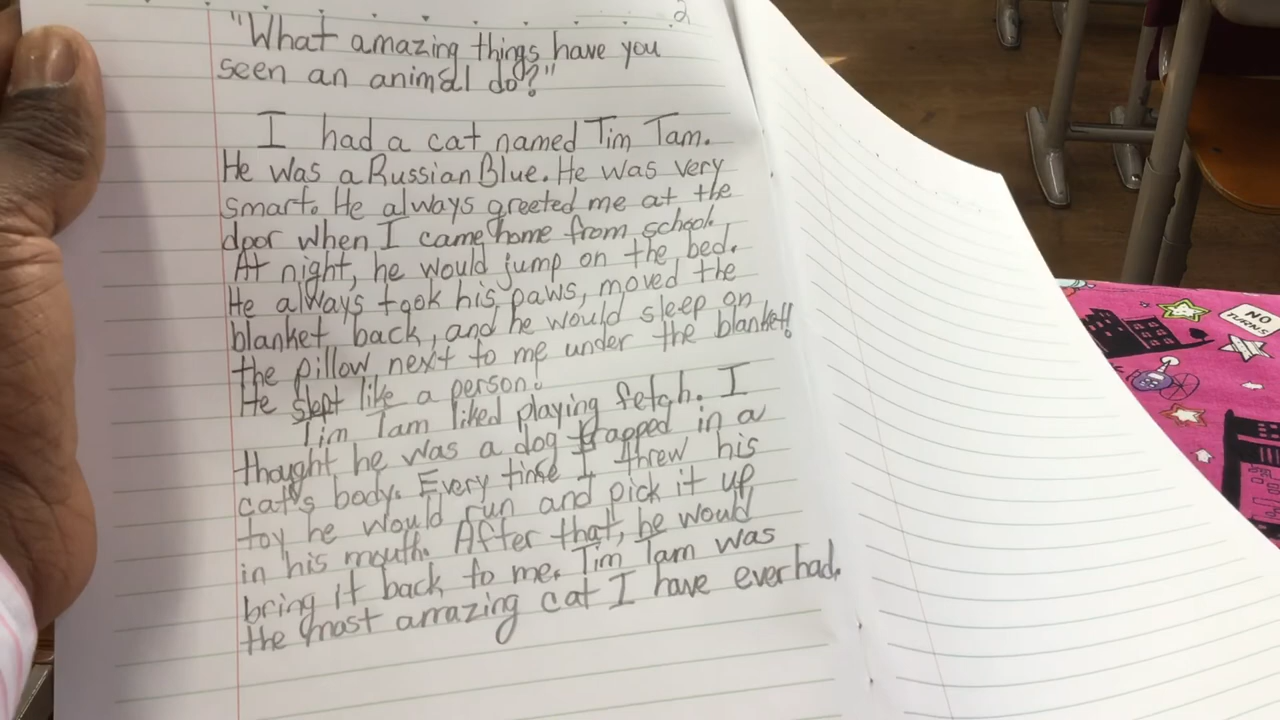 2
"What amazing things have you
seen an animal do?"
I had a cat named Tim Tam.
He was a Russian Blue. He was very
smart. He always greeted me at the
door when I came home from school.
At night, he would jump on the bed.
He always took his paws, moved the
blanket back, and he would sleep on
the pillow next to me under the blanket!
He slept like a person.
Tim Tam liked playing fetch. I
thought he was a dog trapped in a
cat's body. Every time I threw his
toy he would run and pick it up
in his mouth. After that, he would
bring it back to me. Tim Tam was
the most amazing cat I have ever had.
NO
TURNS